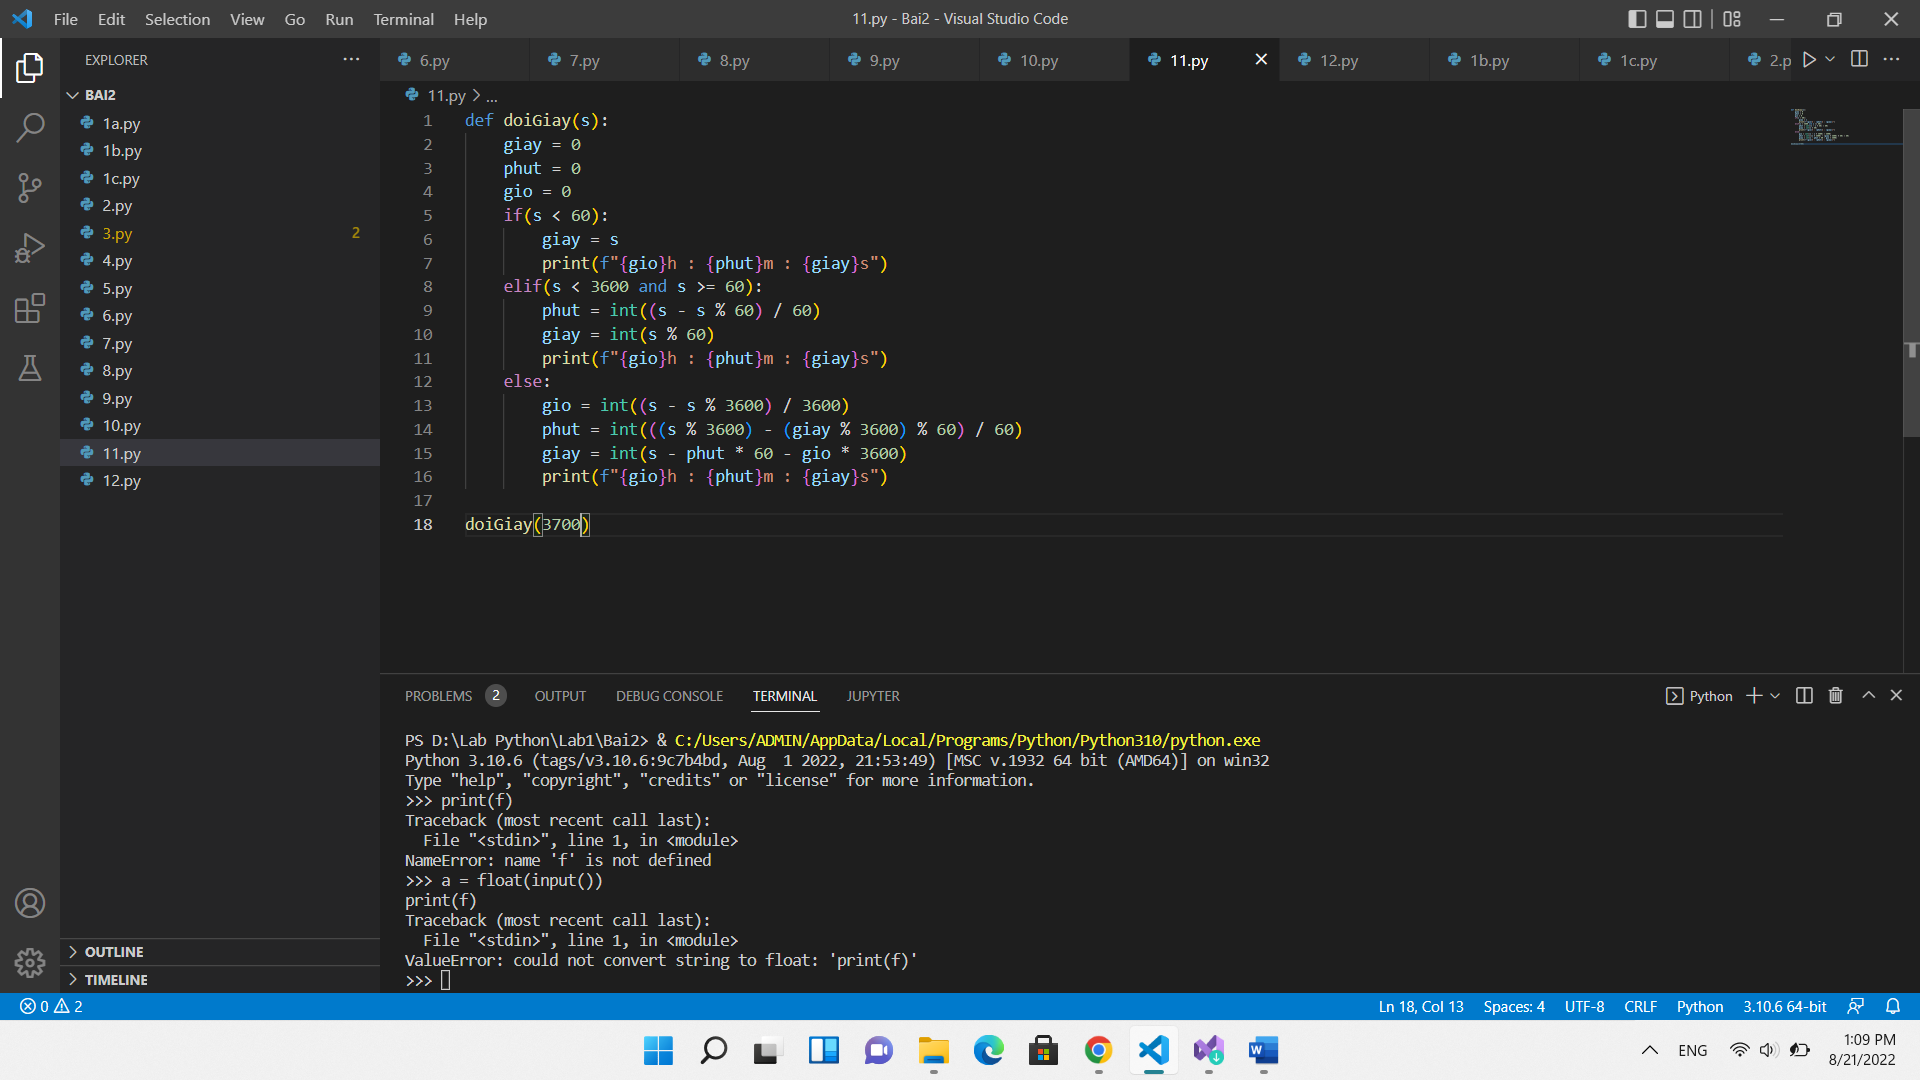 File Edit Selection View Go Run Terminal Help
11.py - Bai2 - Visual Studio Code
EXPLORER
BAI2
1a.py
1b.py
1c.py
2.py
3.py 2
4.py
5.py
6.py
7.py
8.py
9.py
10.py
11.py
12.py
OUTLINE
TIMELINE
6.py 7.py 8.py 9.py 10.py 11.py 12.py 1b.py 1c.py 2.p
11.py > ...
1 def doiGiay(s):
2     giay = 0
3     phut = 0
4     gio = 0
5     if(s < 60):
6         giay = s
7         print(f"{gio}h : {phut}m : {giay}s")
8     elif(s < 3600 and s >= 60):
9         phut = int((s - s % 60) / 60)
10         giay = int(s % 60)
11         print(f"{gio}h : {phut}m : {giay}s")
12     else:
13         gio = int((s - s % 3600) / 3600)
14         phut = int(((s % 3600) - (giay % 3600) % 60) / 60)
15         giay = int(s - phut * 60 - gio * 3600)
16         print(f"{gio}h : {phut}m : {giay}s")
17
18 doiGiay(3700)
PROBLEMS 2 OUTPUT DEBUG CONSOLE TERMINAL JUPYTER
Python
PS D:\Lab Python\Lab1\Bai2> & C:/Users/ADMIN/AppData/Local/Programs/Python/Python310/python.exe
Python 3.10.6 (tags/v3.10.6:9c7b4bd, Aug  1 2022, 21:53:49) [MSC v.1932 64 bit (AMD64)] on win32
Type "help", "copyright", "credits" or "license" for more information.
>>> print(f)
Traceback (most recent call last):
  File "<stdin>", line 1, in <module>
NameError: name 'f' is not defined
>>> a = float(input())
print(f)
Traceback (most recent call last):
  File "<stdin>", line 1, in <module>
ValueError: could not convert string to float: 'print(f)'
>>>
0 2
Ln 18, Col 13 Spaces: 4 UTF-8 CRLF Python 3.10.6 64-bit
ENG
1:09 PM
8/21/2022